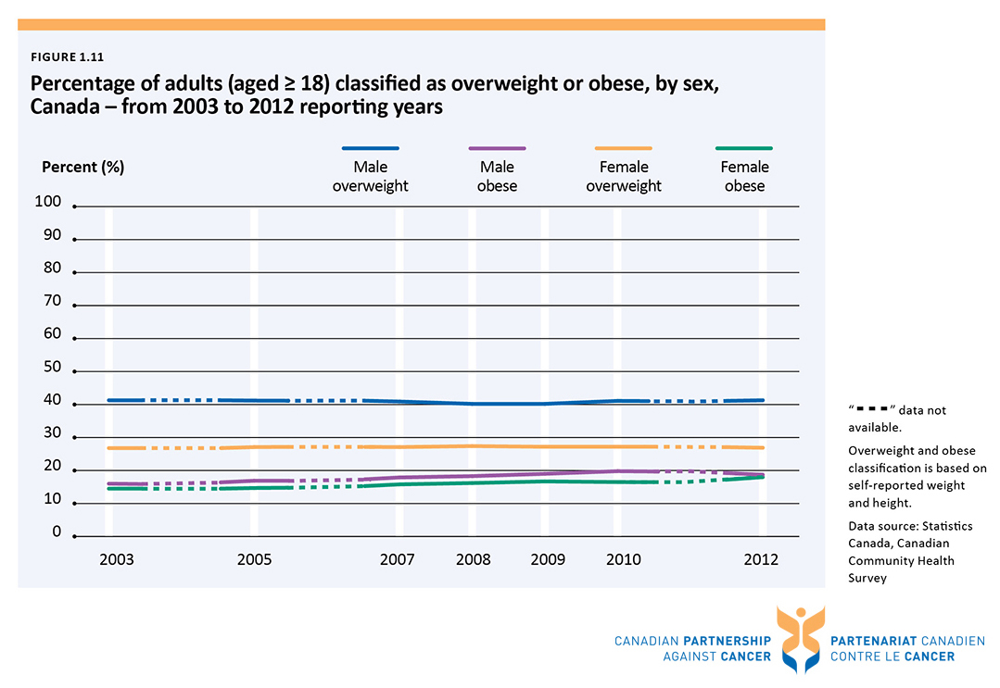 FIGURE 1.11
Percentage of adults (aged ≥ 18) classified as overweight or obese, by sex,
Canada – from 2003 to 2012 reporting years
Percent (%)
Male
overweight
Male
obese
Female
overweight
Female
obese
100
90
80
70
60
50
40
30
20
10
0
2003
2005
2007
2008
2009
2010
2012
“---” data not
available.
Overweight and obese
classification is based on
self-reported weight
and height.
Data source: Statistics
Canada, Canadian
Community Health
Survey
CANADIAN PARTNERSHIP
AGAINST CANCER
PARTENARIAT CANADIEN
CONTRE LE CANCER